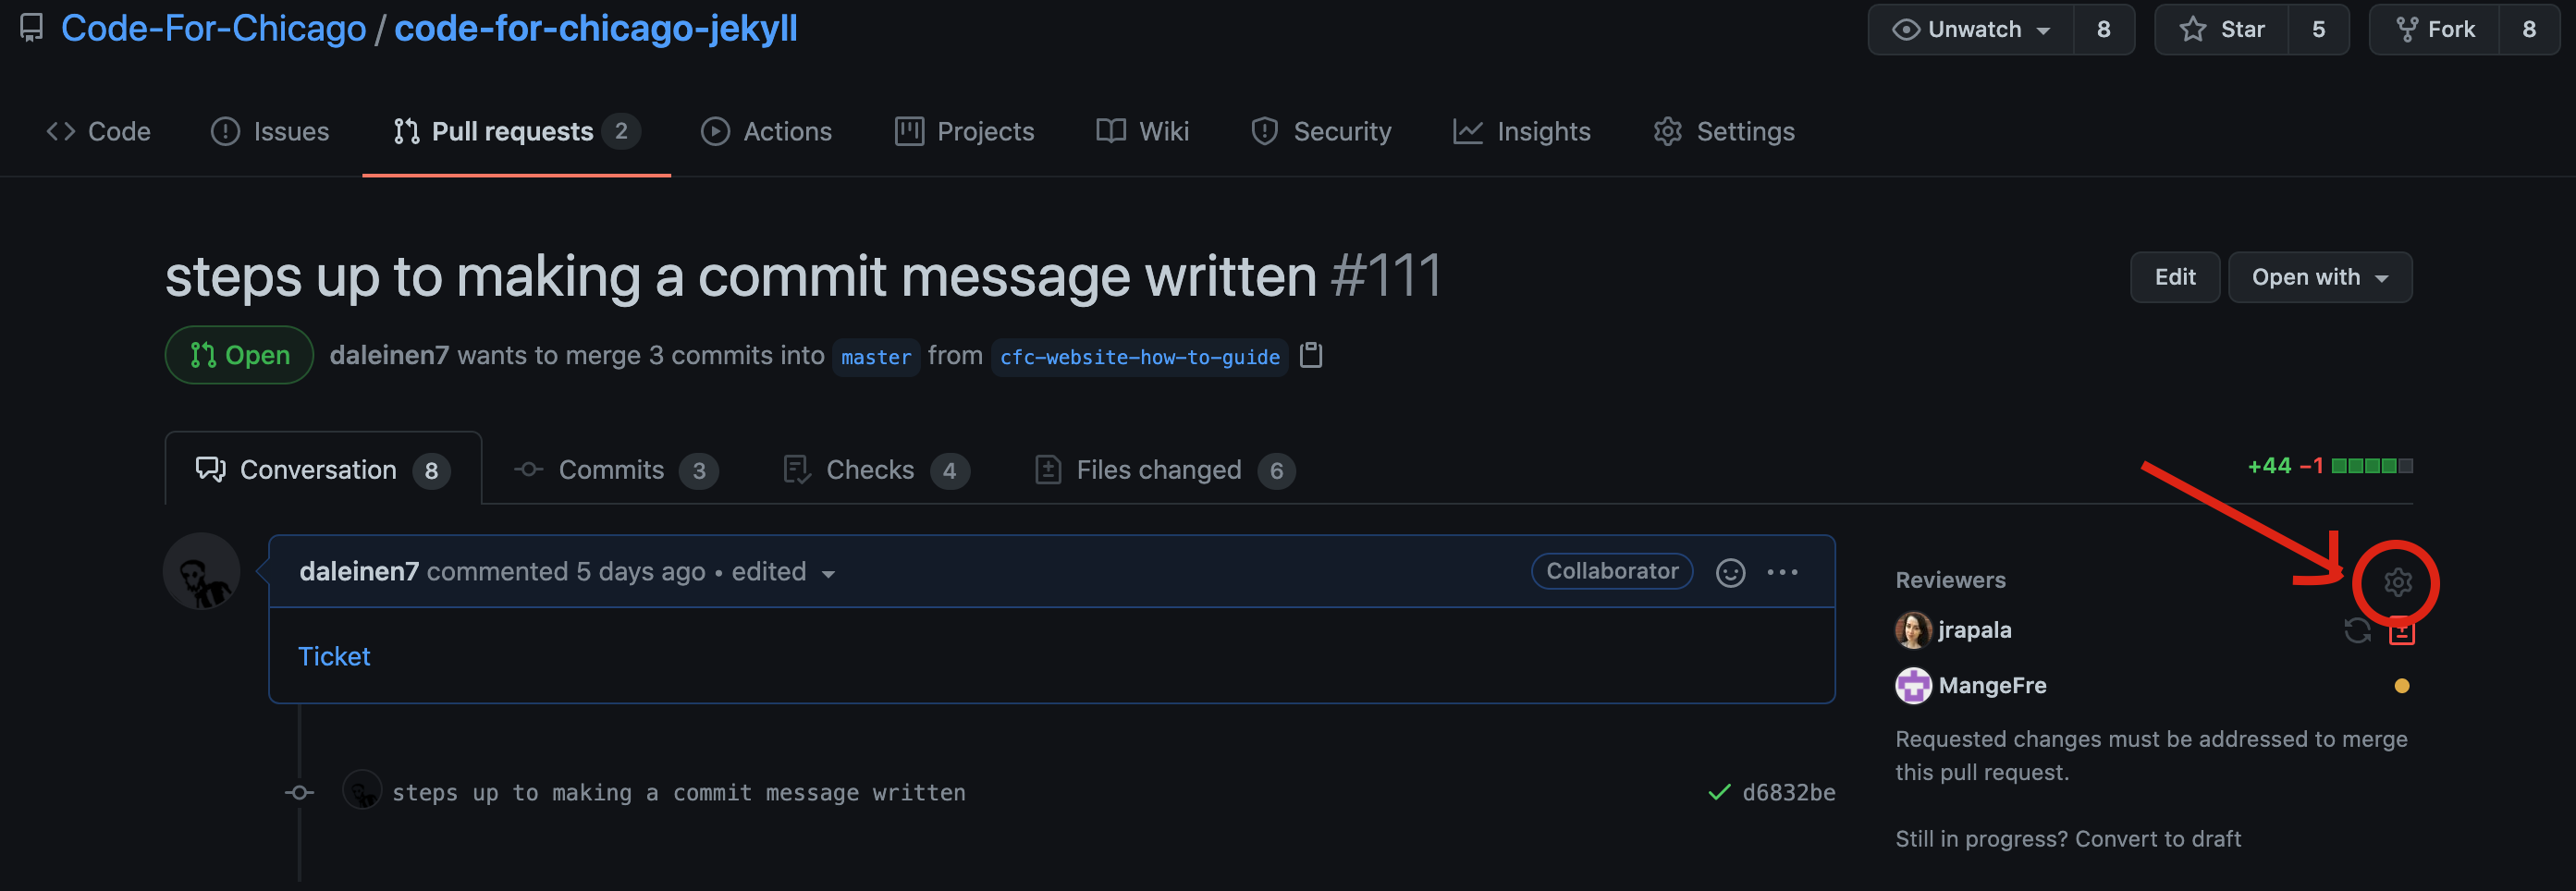 Code-For-Chicago / code-for-chicago-jekyll
Unwatch 8 Star 5 Fork 8
Code Issues Pull requests 2 Actions Projects Wiki Security Insights Settings
steps up to making a commit message written #111
Edit Open with
Open daleinen7 wants to merge 3 commits into master from cfc-website-how-to-guide
Conversation 8 Commits 3 Checks 4 Files changed 6
+44 −1
daleinen7 commented 5 days ago • edited Collaborator
Ticket
steps up to making a commit message written d6832be
Reviewers
jrapala
MangeFre
Requested changes must be addressed to merge
this pull request.
Still in progress? Convert to draft